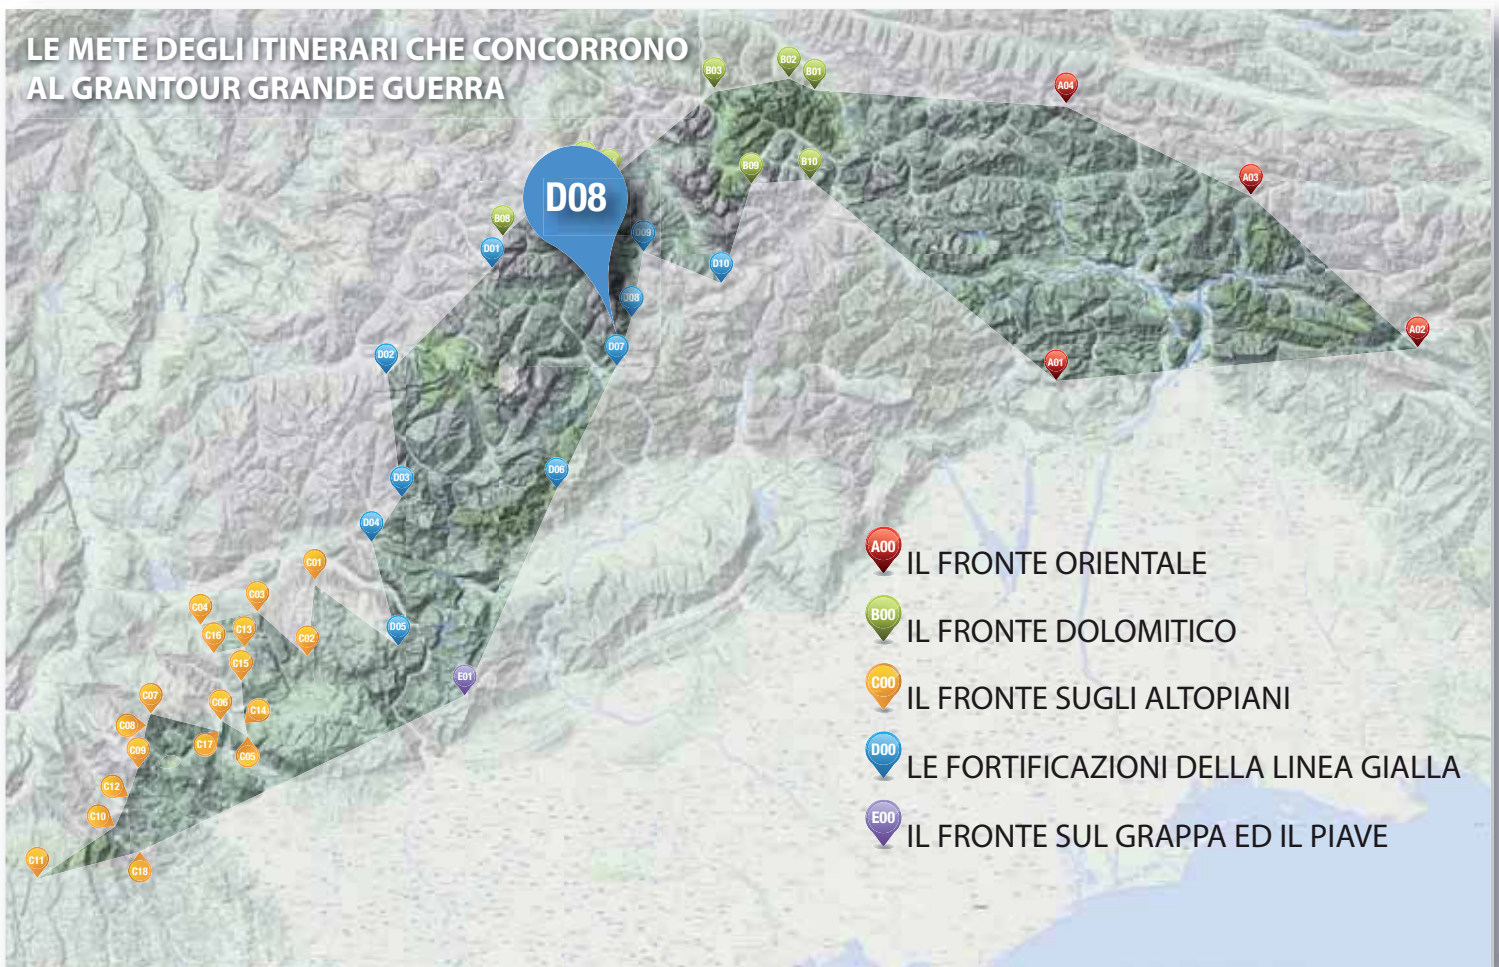 LE METE DEGLI ITINERARI CHE CONCORRONO
AL GRANTOUR GRANDE GUERRA
B03
B02
B01
A04
B09
B10
A03
D08
B08
D01
D09
D10
D08
D07
D02
A01
A02
D03
D06
D04
C01
C03
C04
C16
C13
C02
D05
C15
E01
C07
C06
C14
C08
C17
C09
C05
C12
C10
C11
C18
A00 IL FRONTE ORIENTALE
B00 IL FRONTE DOLOMITICO
C00 IL FRONTE SUGLI ALTOPIANI
D00 LE FORTIFICAZIONI DELLA LINEA GIALLA
E00 IL FRONTE SUL GRAPPA ED IL PIAVE